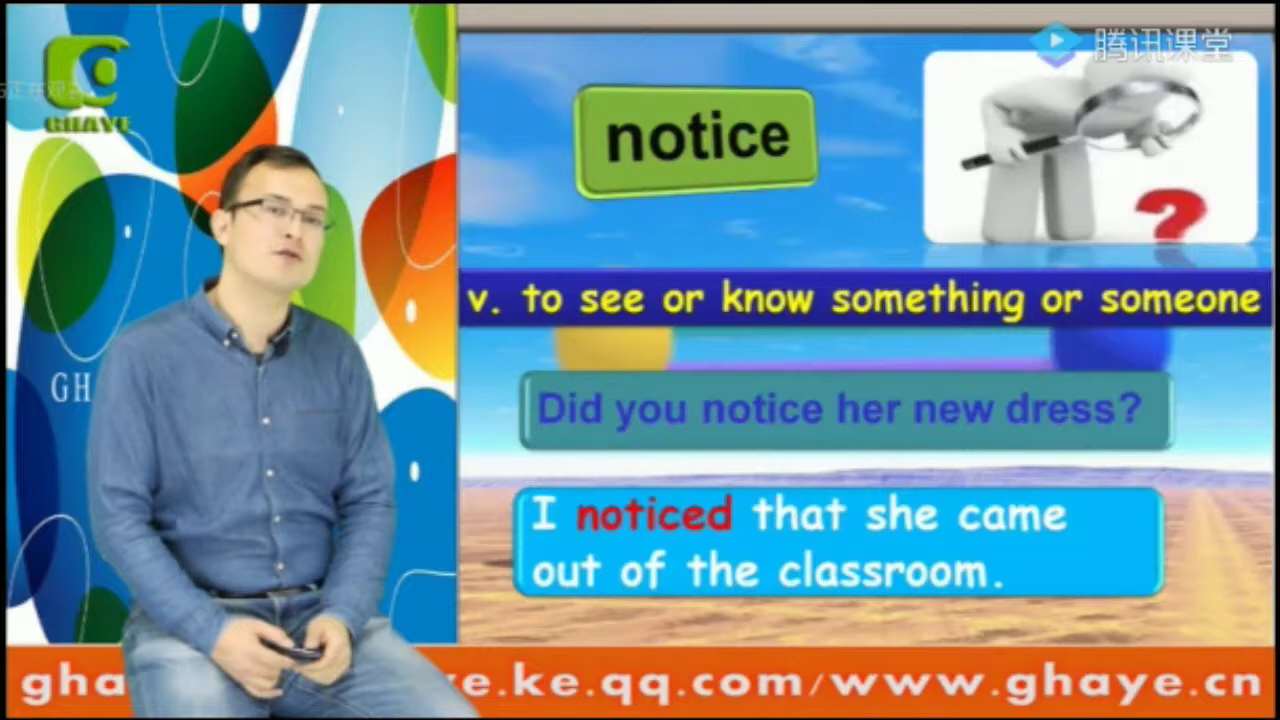 腾讯课堂
GHAYE
notice
v. to see or know something or someone
GH
Did you notice her new dress?
I noticed that she came
out of the classroom.
gha
e.ke.qq.com/www.ghaye.cn